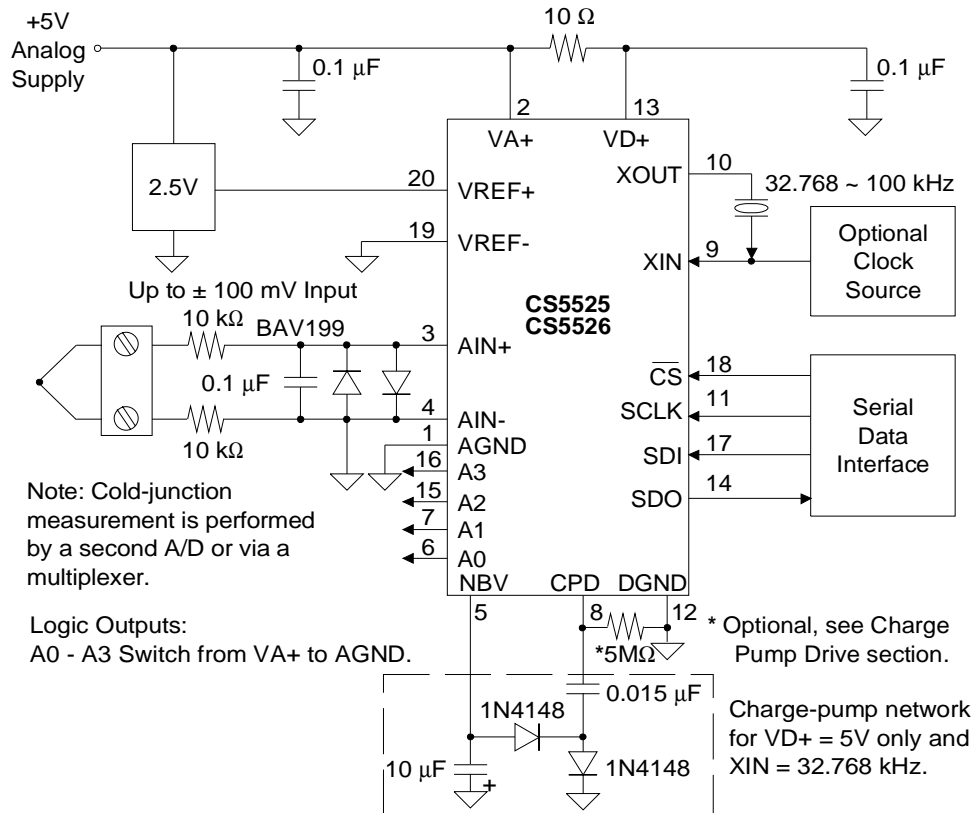 +5V
Analog
Supply
10 Ω
0.1 µF
0.1 µF
2
13
VA+
VD+
2.5V
20
VREF+
19
VREF-
XOUT
10
32.768 ~ 100 kHz
XIN
9
Optional
Clock
Source
Up to ± 100 mV Input
10 kΩ
BAV199
0.1 µF
10 kΩ
CS5525
CS5526
3
AIN+
4
AIN-
1
AGND
16
A3
15
A2
7
A1
6
A0
CS
18
SCLK
11
SDI
17
SDO
14
Serial
Data
Interface
Note: Cold-junction
measurement is performed
by a second A/D or via a
multiplexer.
NBV
CPD
DGND
5
8
12
Logic Outputs:
A0 - A3 Switch from VA+ to AGND.
*5MΩ
* Optional, see Charge
Pump Drive section.
0.015 µF
1N4148
1N4148
10 µF
+
Charge-pump network
for VD+ = 5V only and
XIN = 32.768 kHz.